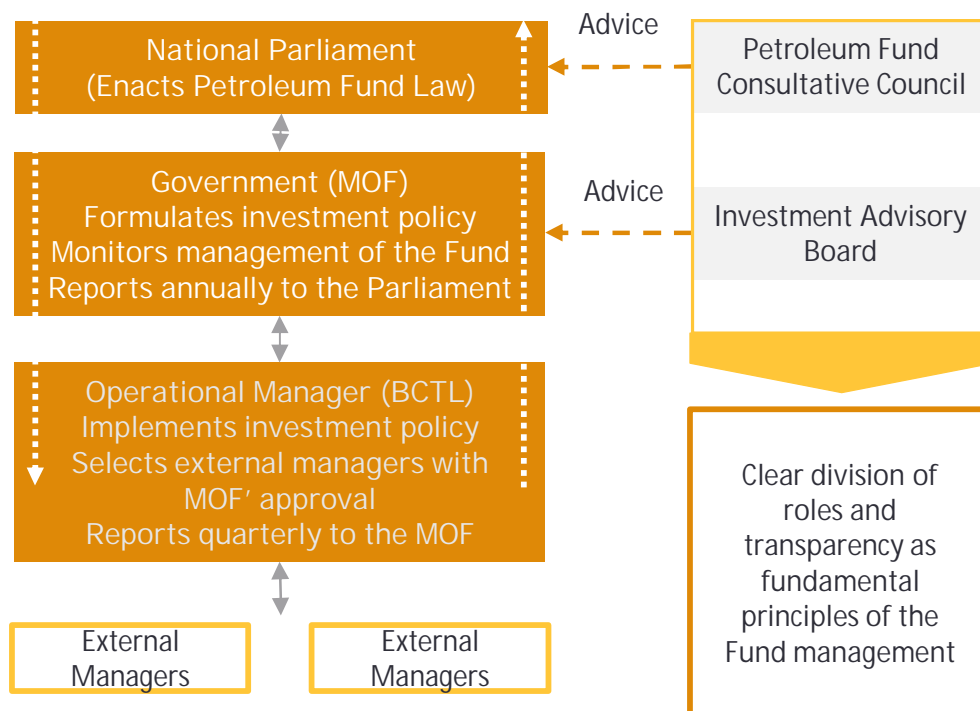 National Parliament
(Enacts Petroleum Fund Law)
Advice
Petroleum Fund
Consultative Council
Government (MOF)
Formulates investment policy
Monitors management of the Fund
Reports annually to the Parliament
Advice
Investment Advisory
Board
Operational Manager (BCTL)
Implements investment policy
Selects external managers with
MOF’ approval
Reports quarterly to the MOF
Clear division of
roles and
transparency as
fundamental
principles of the
Fund management
External
Managers
External
Managers